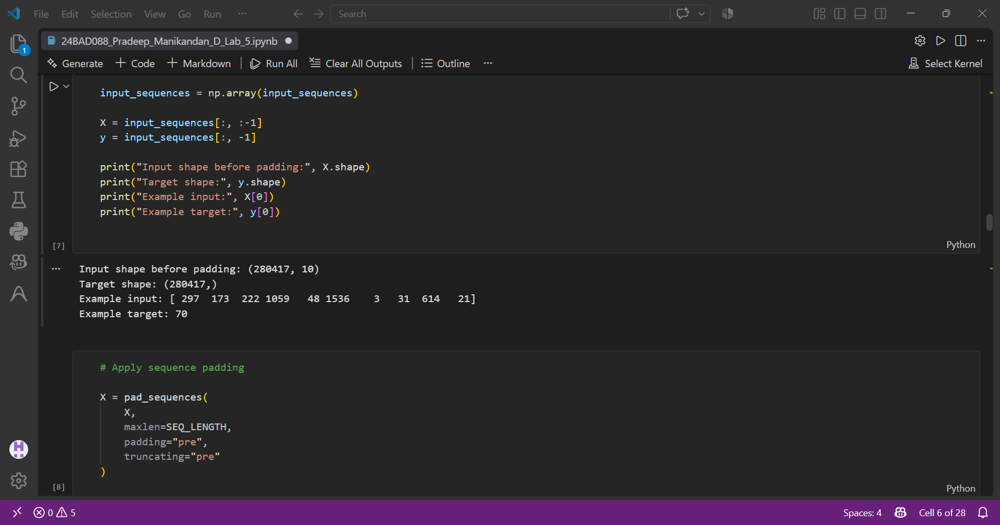 File Edit Selection View Go Run ··· Search
24BAD088_Pradeep_Manikandan_D_Lab_5.ipynb
Generate Code Markdown Run All Clear All Outputs Outline ··· Select Kernel
input_sequences = np.array(input_sequences)
X = input_sequences[:, :-1]
y = input_sequences[:, -1]
print("Input shape before padding:", X.shape)
print("Target shape:", y.shape)
print("Example input:", X[0])
print("Example target:", y[0])
[7] Python
Input shape before padding: (280417, 10)
Target shape: (280417,)
Example input: [ 297  173  222 1059   48 1536    3   31  614   21]
Example target: 70
# Apply sequence padding
X = pad_sequences(
    X,
    maxlen=SEQ_LENGTH,
    padding="pre",
    truncating="pre"
)
[8] Python
1
0 5 Spaces: 4 Cell 6 of 28